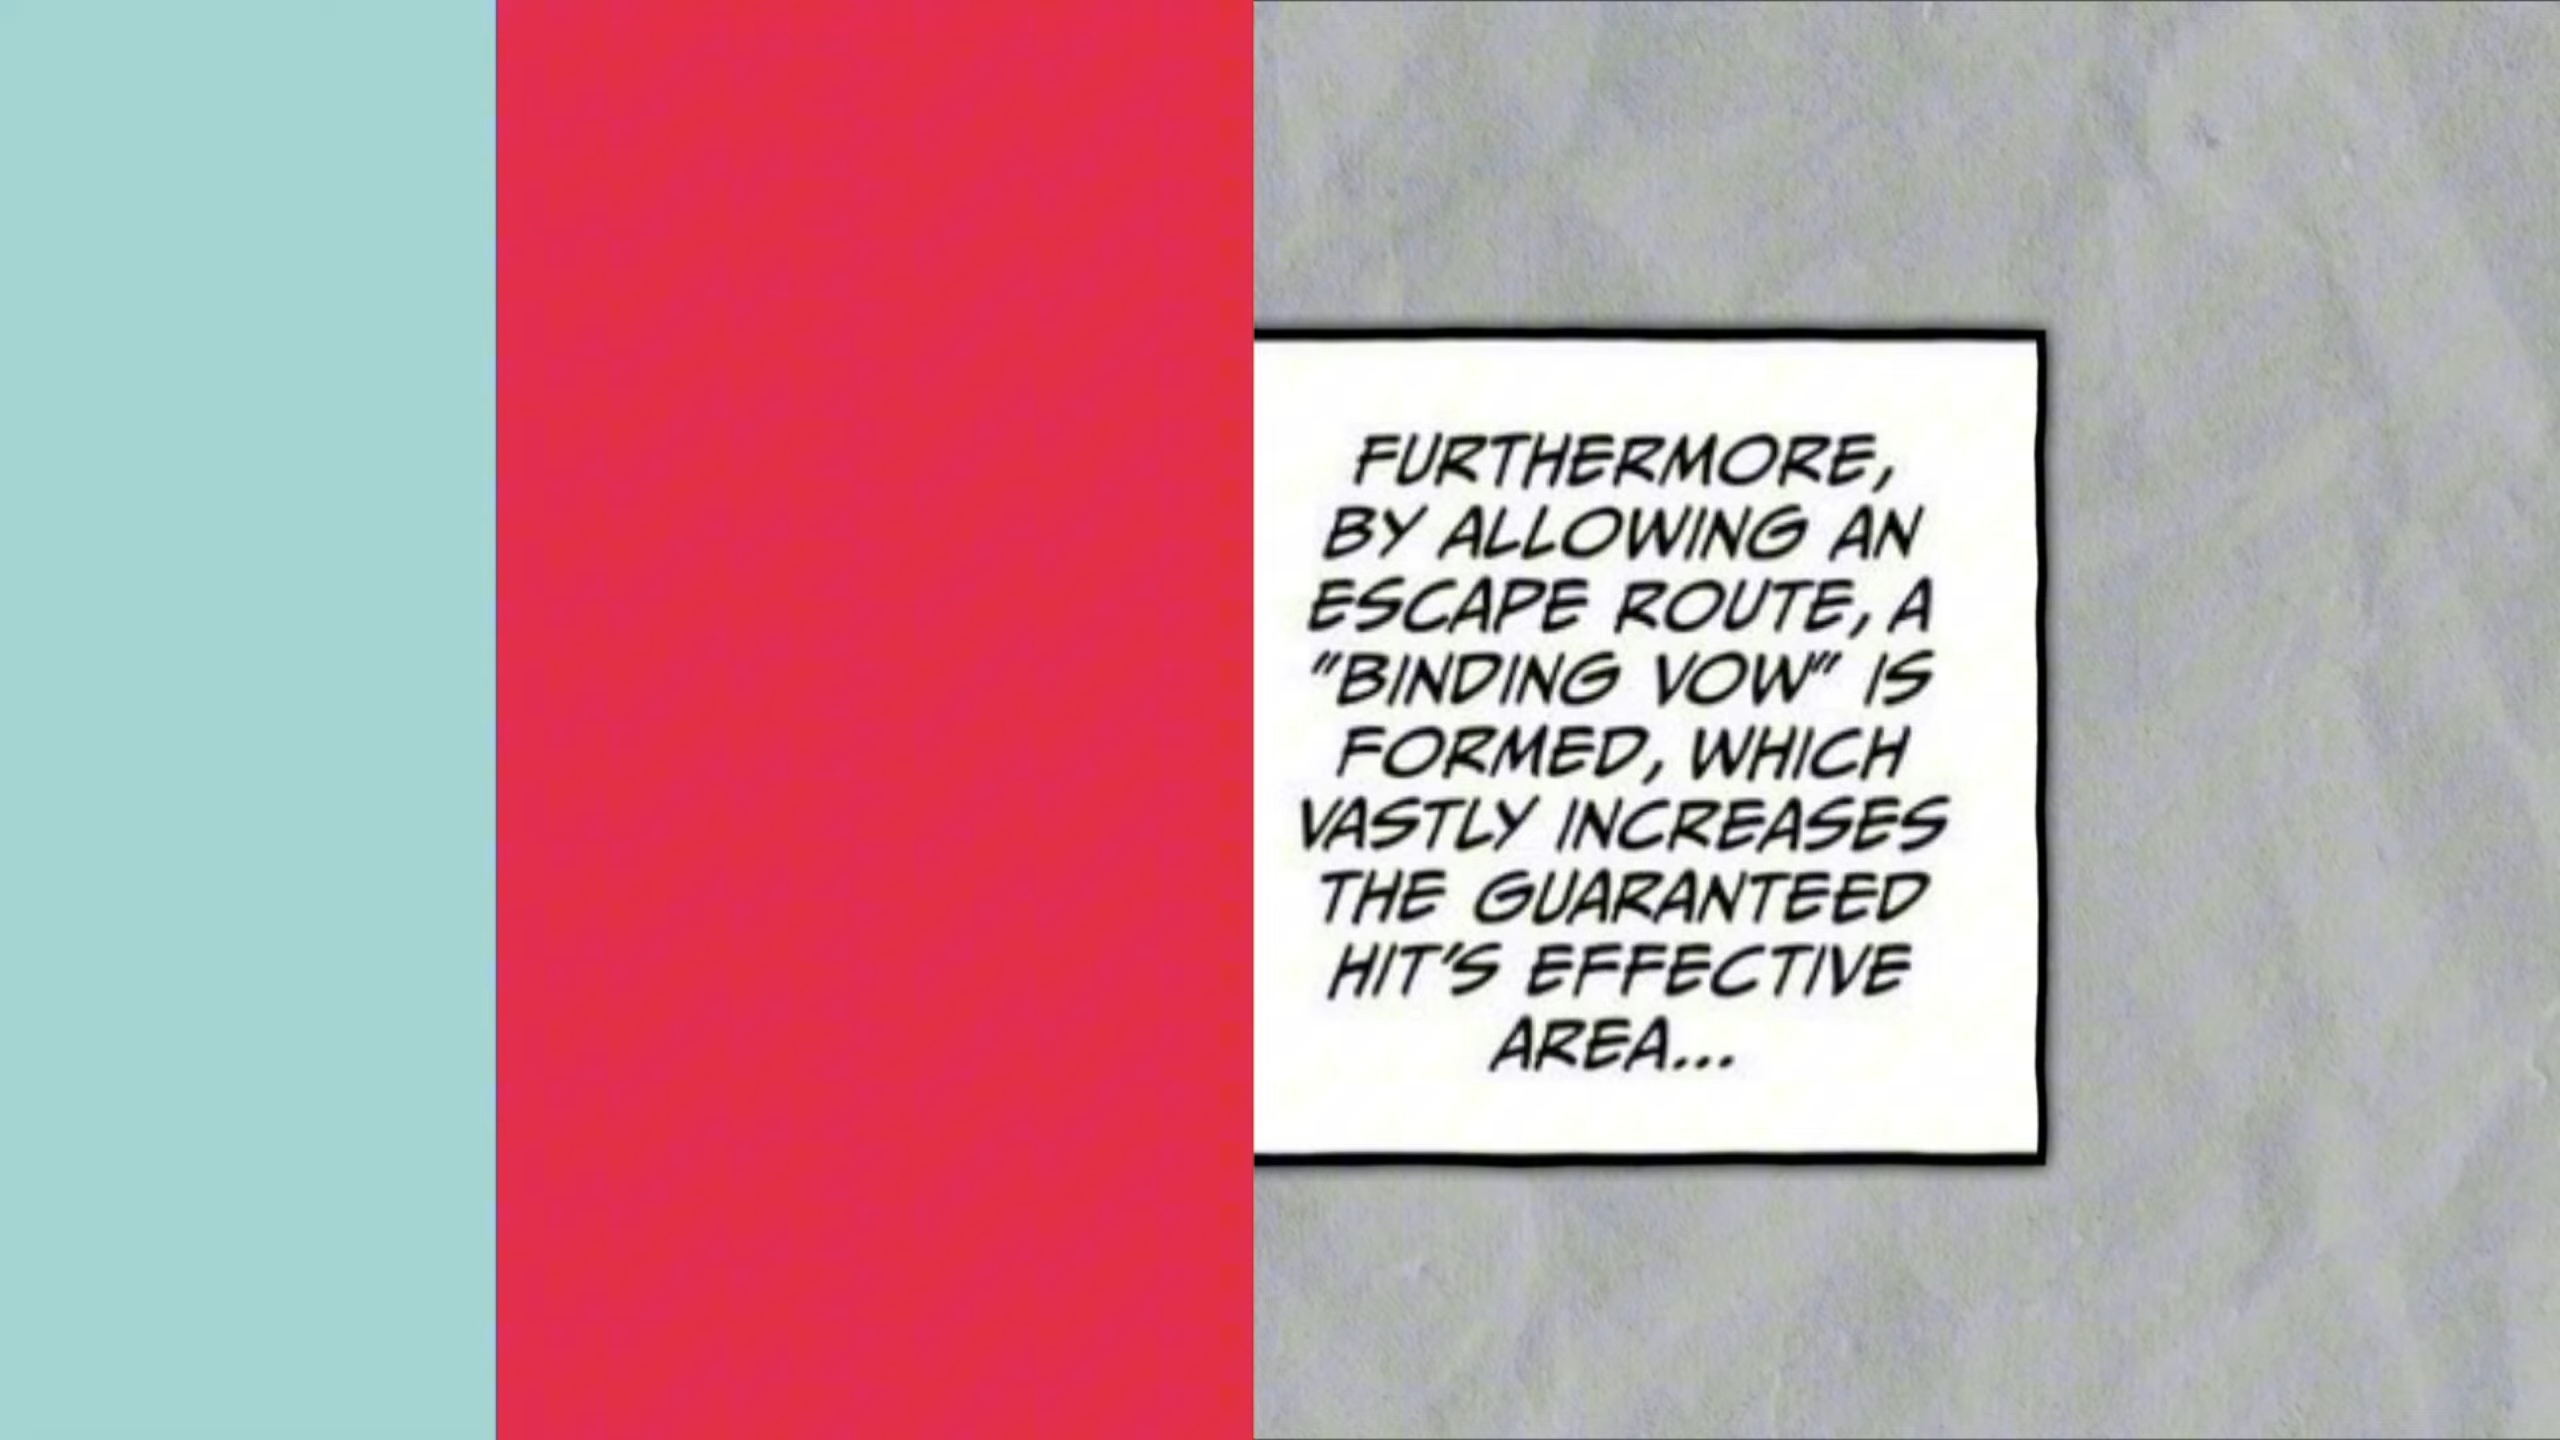 FURTHERMORE,
BY ALLOWING AN
ESCAPE ROUTE, A
"BINDING VOW" IS
FORMED, WHICH
VASTLY INCREASES
THE GUARANTEED
HIT'S EFFECTIVE
AREA...